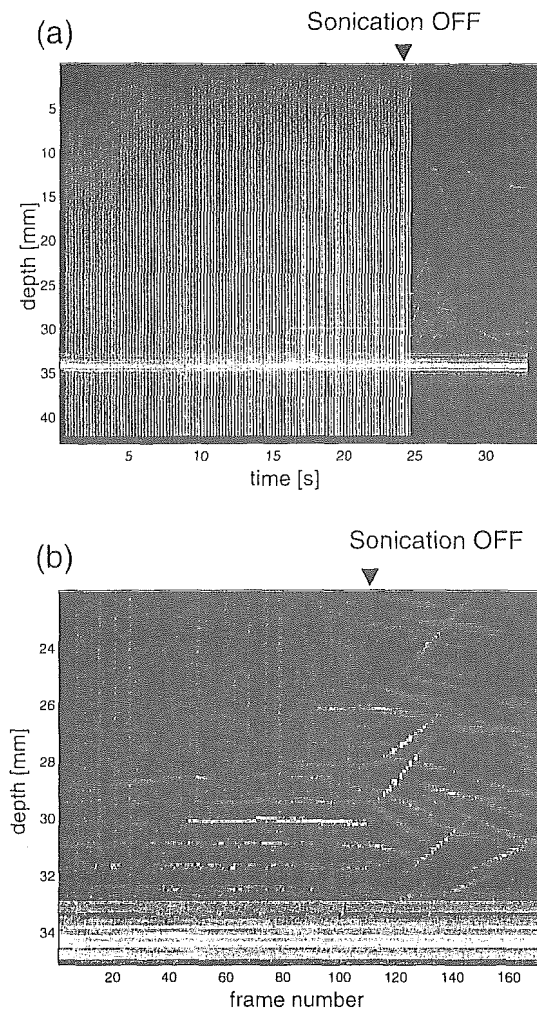 (a)
Sonication OFF
5
10
15
20
25
30
35
40
depth [mm]
5 10 15 20 25 30
time [s]
(b)
Sonication OFF
24
26
28
30
32
34
depth [mm]
20 40 60 80 100 120 140 160
frame number